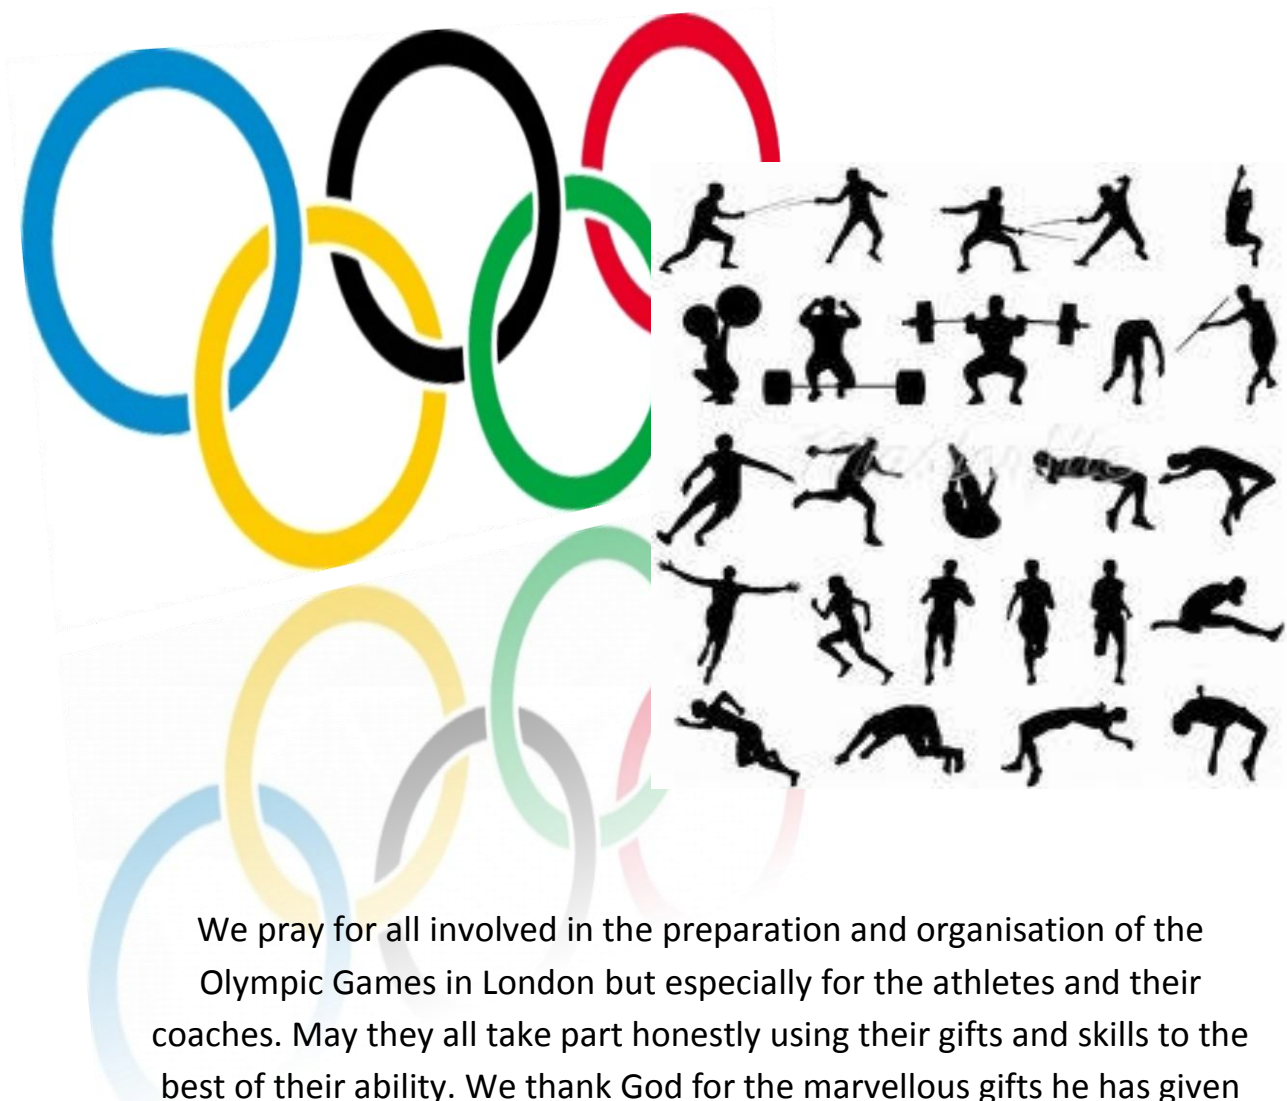 We pray for all involved in the preparation and organisation of the
Olympic Games in London but especially for the athletes and their
coaches. May they all take part honestly using their gifts and skills to the
best of their ability. We thank God for the marvellous gifts he has given